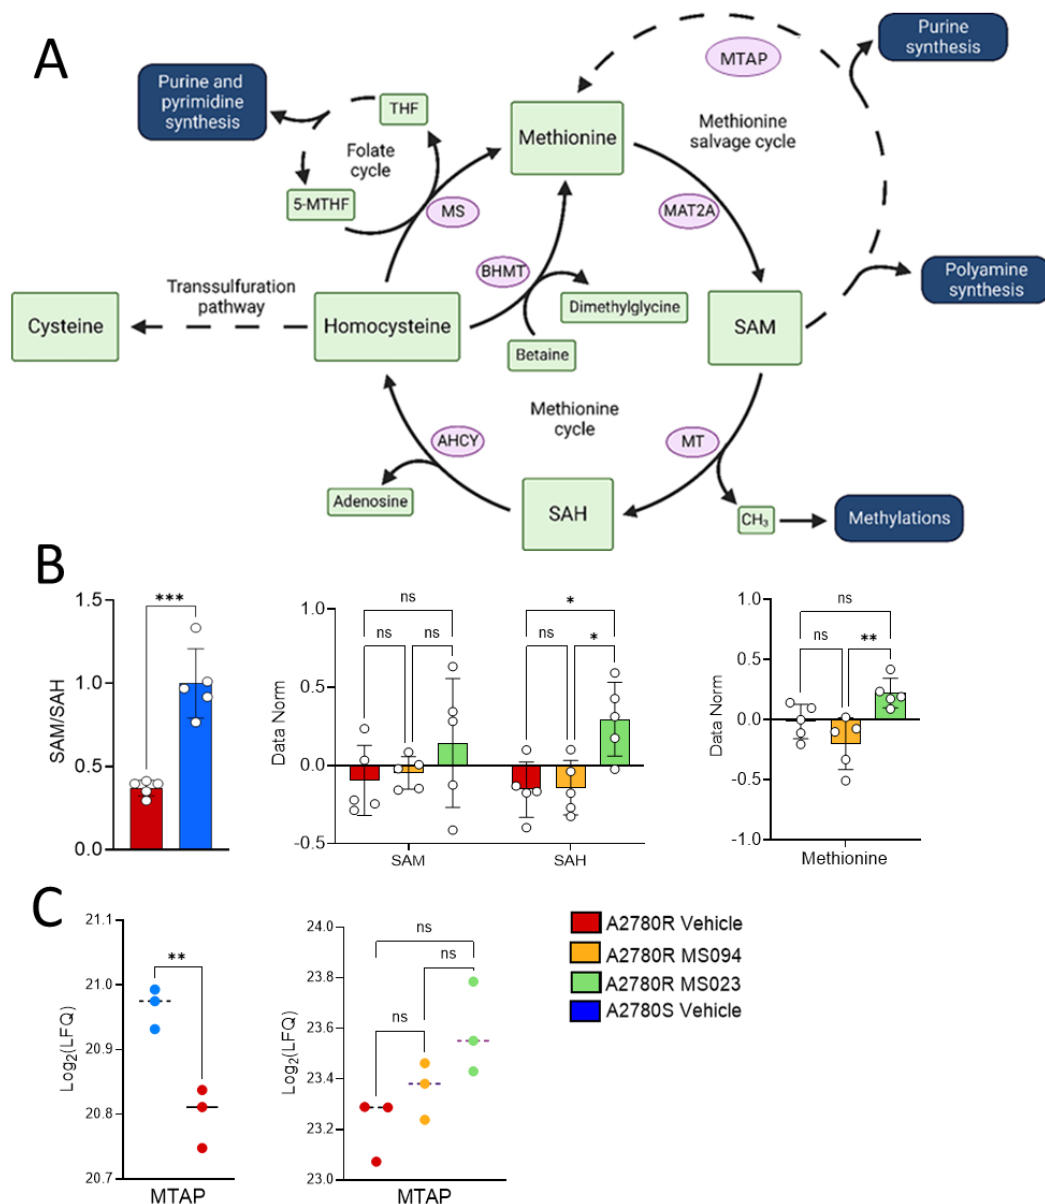 A
Purine
synthesis
MTAP
Purine and
pyrimidine
synthesis
THF
Methionine
Methionine
salvage cycle
Folate
cycle
5-MTHF
MS
MAT2A
BHMT
Polyamine
synthesis
Transsulfuration
pathway
Dimethylglycine
Cysteine
Homocysteine
SAM
Betaine
Methionine
cycle
AHCY
MT
Adenosine
SAH
CH₃
Methylations
B
SAM/SAH
1.5
1.0
0.5
0.0
***
Data Norm
1.0
0.5
0.0
-0.5
ns
ns
ns
*
ns
*
SAM
SAH
Data Norm
1.0
0.5
0.0
-0.5
-1.0
ns
ns
**
Methionine
C
Log₂(LFQ)
21.1
21.0
20.9
20.8
20.7
**
MTAP
Log₂(LFQ)
24.0
23.8
23.6
23.4
23.2
23.0
ns
ns
ns
MTAP
A2780R Vehicle
A2780R MS094
A2780R MS023
A2780S Vehicle